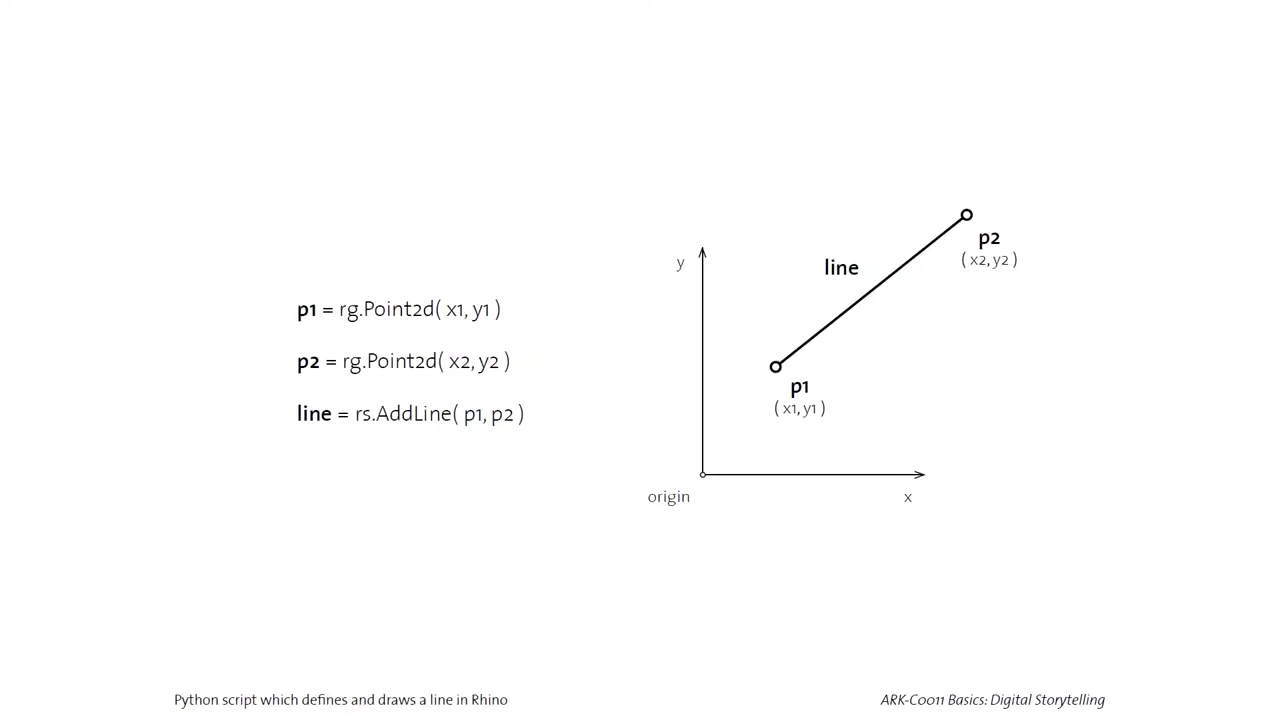 p1 = rg.Point2d( x1, y1 )
p2 = rg.Point2d( x2, y2 )
line = rs.AddLine( p1, p2 )
y
line
p2
( x2, y2 )
p1
( x1, y1 )
origin
x
Python script which defines and draws a line in Rhino
ARK-C0011 Basics: Digital Storytelling